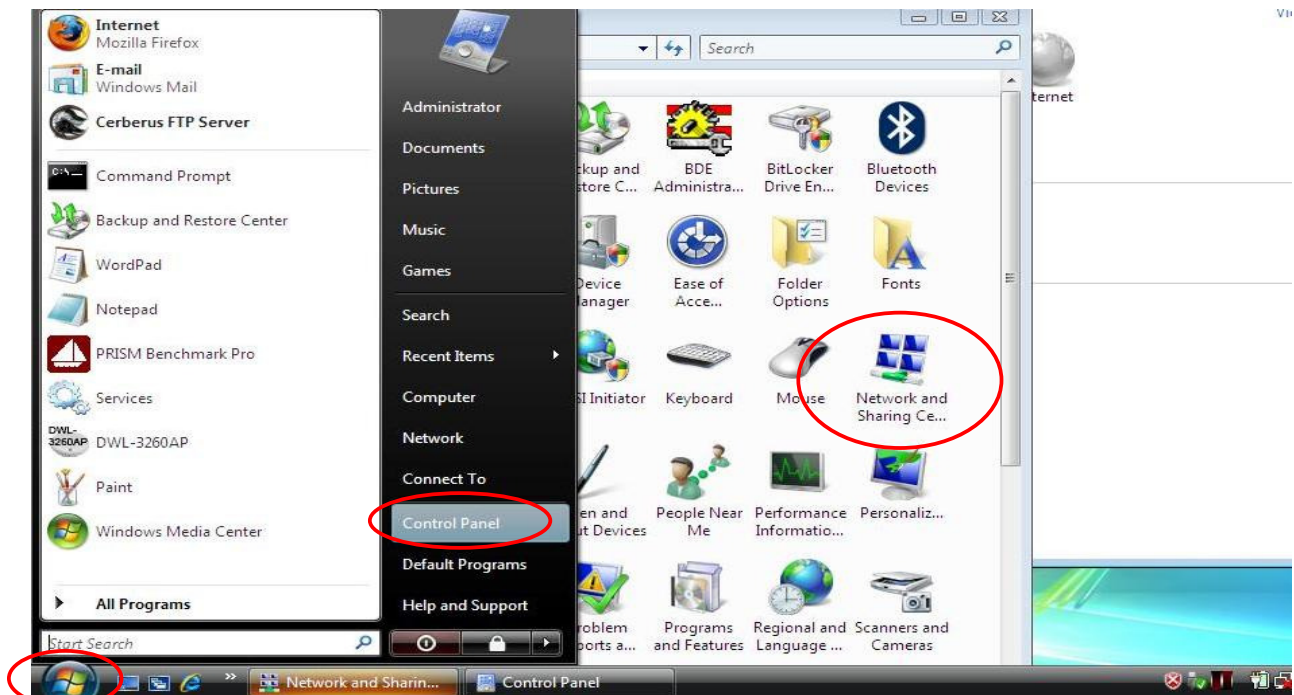 Internet
Mozilla Firefox
E-mail
Windows Mail
Cerberus FTP Server
Command Prompt
Backup and Restore Center
WordPad
Notepad
PRISM Benchmark Pro
Services
DWL-
3260AP
DWL-3260AP
Paint
Windows Media Center
All Programs
Start Search
Administrator
Documents
Pictures
Music
Games
Search
Recent Items
Computer
Network
Connect To
Control Panel
Default Programs
Help and Support
Search
ckup and
store C...
BDE
Administra...
BitLocker
Drive En...
Bluetooth
Devices
Device
anager
Ease of
Acce...
Folder
Options
Fonts
SI Initiator
Keyboard
Mouse
Network and
Sharing Ce...
en and
ut Devices
People Near
Me
Performance
Informatio...
Personaliz...
roblem
ports a...
Programs
and Features
Regional and
Language ...
Scanners and
Cameras
ternet
Vi
Network and Sharin...
Control Panel